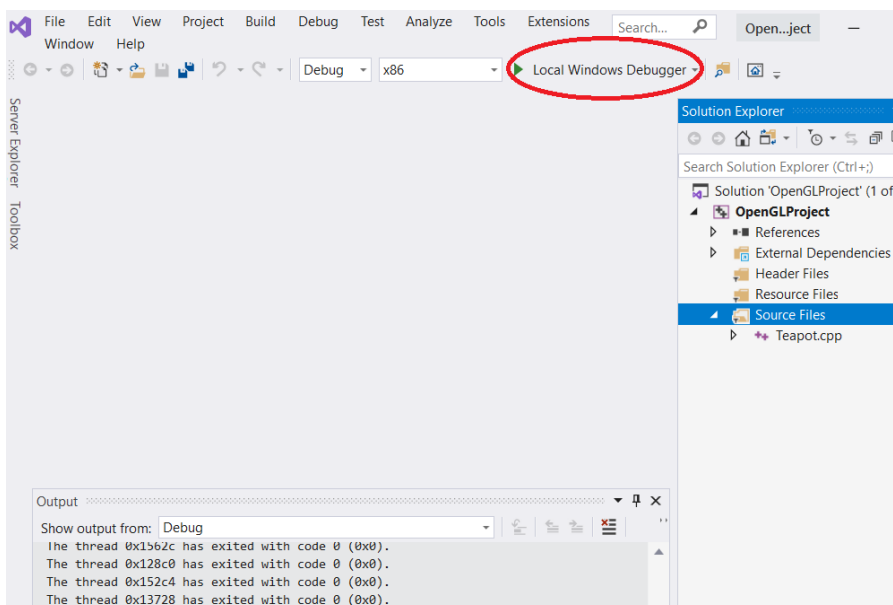 File Edit View Project Build Debug Test Analyze Tools Extensions Search... Open...ject
Window Help
Debug x86 Local Windows Debugger
Server Explorer
Toolbox
Solution Explorer
Search Solution Explorer (Ctrl+;)
Solution 'OpenGLProject' (1 of
OpenGLProject
References
External Dependencies
Header Files
Resource Files
Source Files
Teapot.cpp
Output
Show output from: Debug
The thread 0x1562c has exited with code 0 (0x0).
The thread 0x128c0 has exited with code 0 (0x0).
The thread 0x152c4 has exited with code 0 (0x0).
The thread 0x13728 has exited with code 0 (0x0).